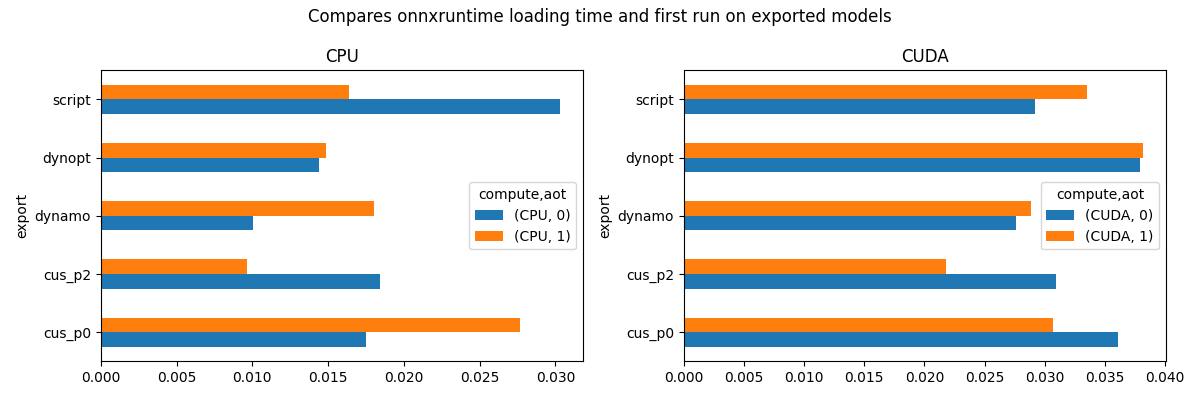 Compares onnxruntime loading time and first run on exported models
CPU
export
script
dynopt
dynamo
cus_p2
cus_p0
compute,aot
(CPU, 0)
(CPU, 1)
0.000 0.005 0.010 0.015 0.020 0.025 0.030
CUDA
export
script
dynopt
dynamo
cus_p2
cus_p0
compute,aot
(CUDA, 0)
(CUDA, 1)
0.000 0.005 0.010 0.015 0.020 0.025 0.030 0.035 0.040